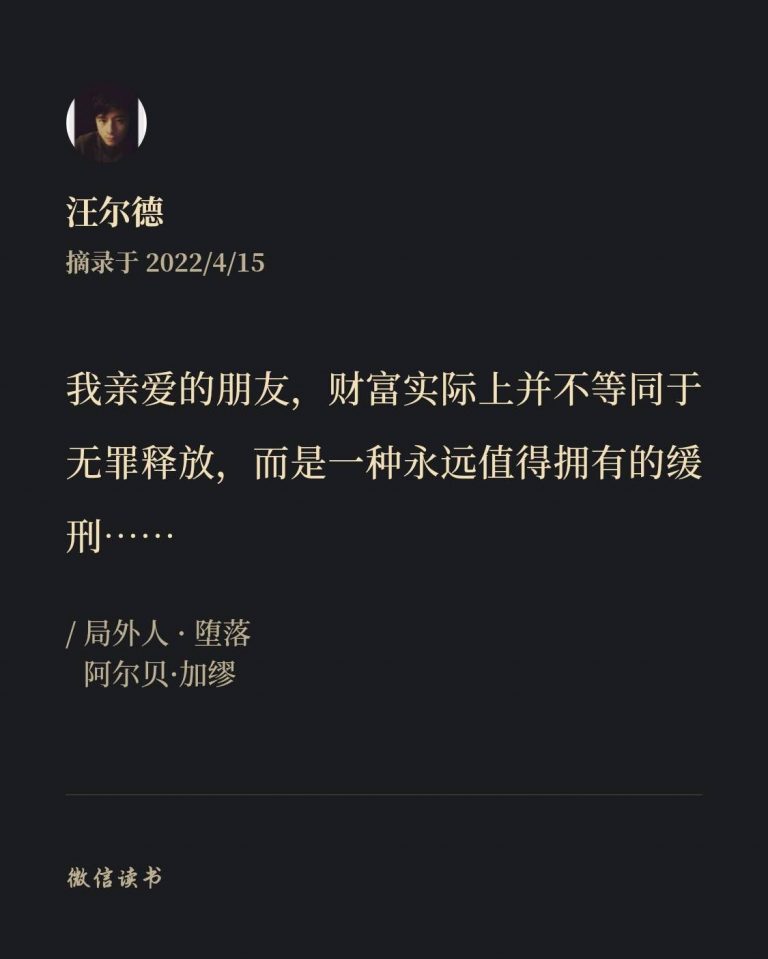 汪尔德
摘录于 2022/4/15
我亲爱的朋友，财富实际上并不等同于
无罪释放，而是一种永远值得拥有的缓
刑……
/ 局外人·堕落
阿尔贝·加缪
微信读书